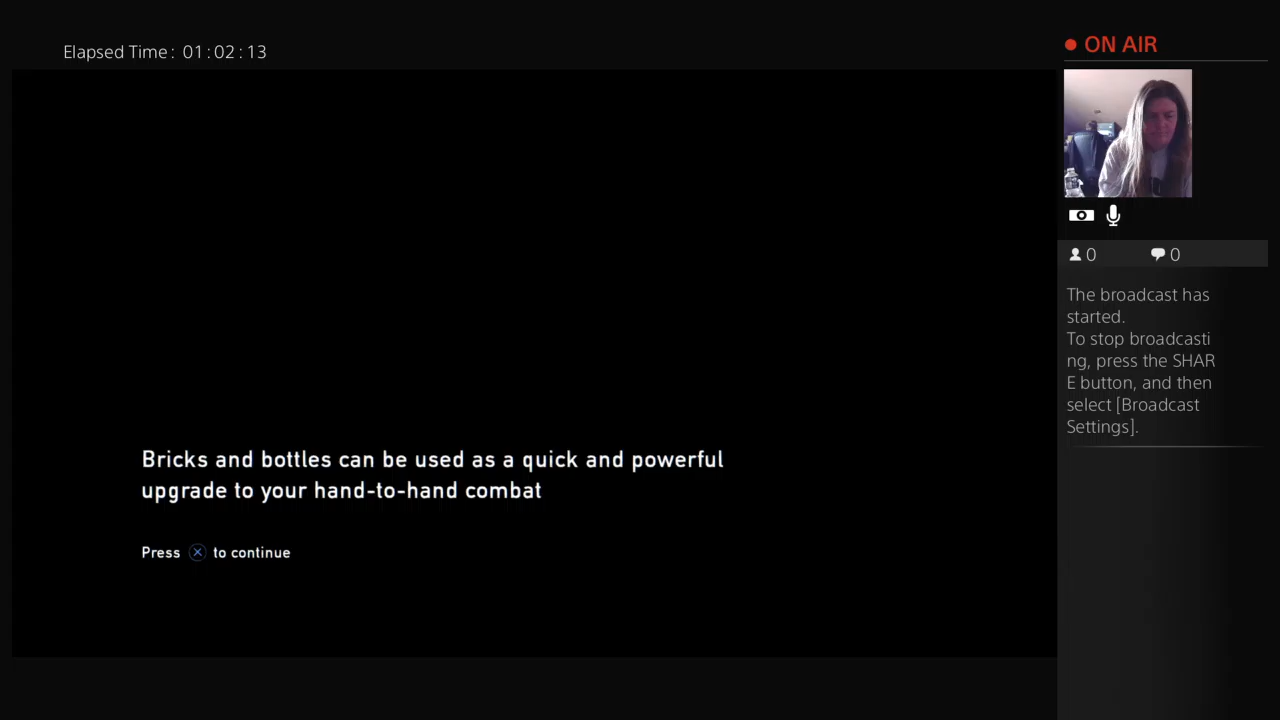 Elapsed Time: 01:02:13
ON AIR
0
0
The broadcast has
started.
To stop broadcasti
ng, press the SHAR
E button, and then
select [Broadcast
Settings].
Bricks and bottles can be used as a quick and powerful
upgrade to your hand-to-hand combat
Press ⓧ to continue